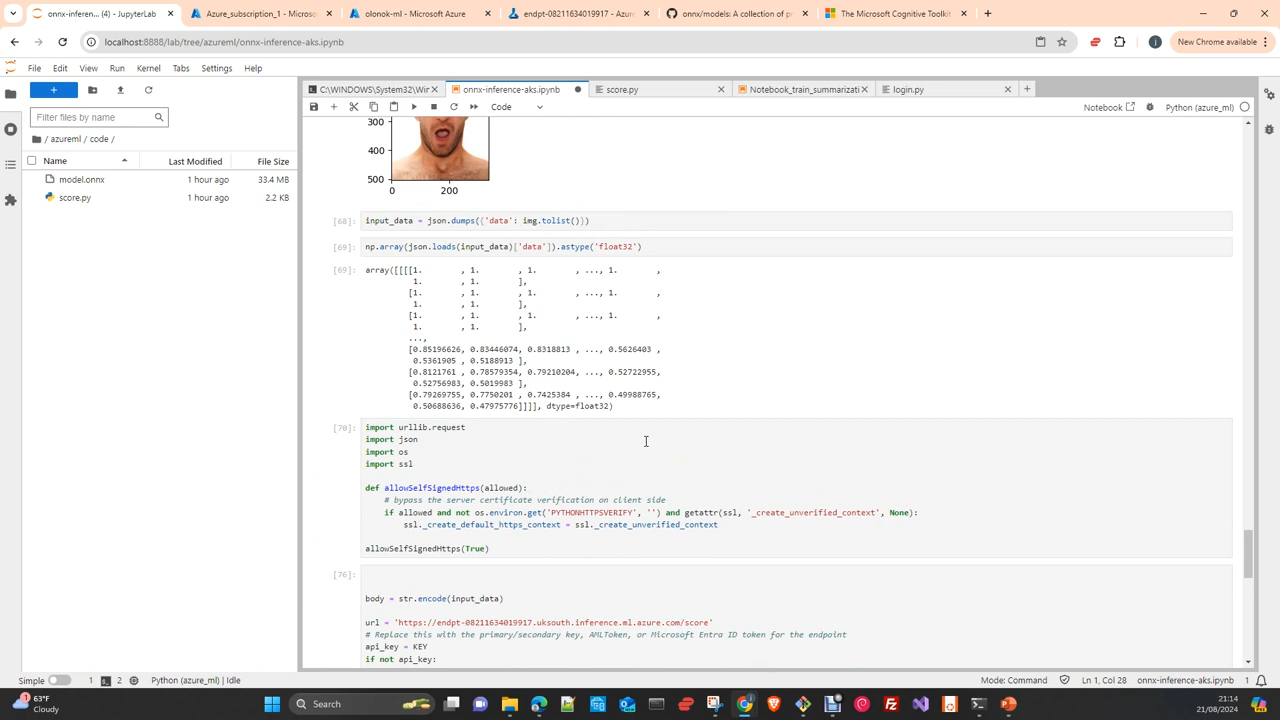 onnx-inferen... (4) - JupyterLab
Azure_subscription_1 - Microso
olonok-ml - Microsoft Azure
endpt-08211634019917 - Azure
onnx/models: A collection of pr
The Microsoft Cognitive Toolkit
localhost:8888/lab/tree/azureml/onnx-inference-aks.ipynb
New Chrome available
File Edit View Run Kernel Tabs Settings Help
C:\WINDOWS\System32\Wir
onnx-inference-aks.ipynb
score.py
Notebook_train_summarizati
login.py
Code
Notebook
Python (azure_ml)
Filter files by name
/ azureml / code /
Name Last Modified File Size
model.onnx 1 hour ago 33.4 MB
score.py 1 hour ago 2.2 KB
300
400
500
0 200
[68]: input_data = json.dumps({'data': img.tolist()})
[69]: np.array(json.loads(input_data)['data']).astype('float32')
[69]: array([[[[1. , 1. , 1. , ..., 1. ,
1. , 1. ],
[1. , 1. , 1. , ..., 1. ,
1. , 1. ],
[1. , 1. , 1. , ..., 1. ,
1. , 1. ],
...,
[0.85196626, 0.83446074, 0.8318813 , ..., 0.5626403 ,
0.5361905 , 0.5188913 ],
[0.8121761 , 0.78579354, 0.79210204, ..., 0.52722955,
0.52756983, 0.5019983 ],
[0.79269755, 0.7750201 , 0.7425384 , ..., 0.49988765,
0.50688636, 0.47975776]]]], dtype=float32)
[70]: import urllib.request
import json
import os
import ssl
def allowSelfSignedHttps(allowed):
# bypass the server certificate verification on client side
if allowed and not os.environ.get('PYTHONHTTPSVERIFY', '') and getattr(ssl, '_create_unverified_context', None):
ssl._create_default_https_context = ssl._create_unverified_context
allowSelfSignedHttps(True)
[76]:
body = str.encode(input_data)
url = 'https://endpt-08211634019917.uksouth.inference.ml.azure.com/score'
# Replace this with the primary/secondary key, AMLToken, or Microsoft Entra ID token for the endpoint
api_key = KEY
if not api_key:
Simple 1 2 Python (azure_ml) | Idle
Mode: Command Ln 1, Col 28 onnx-inference-aks.ipynb 1
1
63°F
Cloudy
Search
21:14
21/08/2024